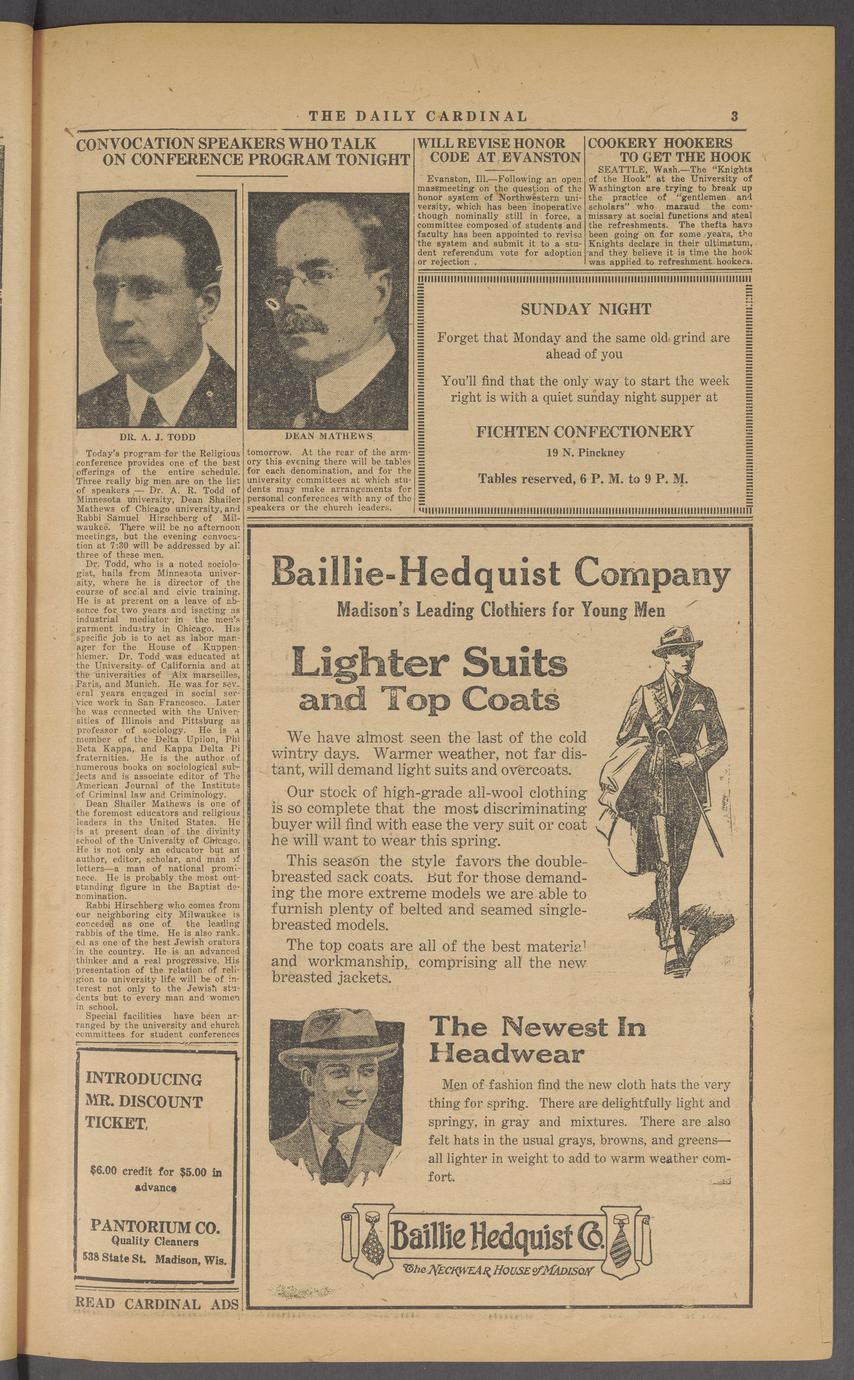 THE DAILY CARDINAL
3
CONVOCATION SPEAKERS WHO TALK
ON CONFERENCE PROGRAM TONIGHT
DR. A. J. TODD
DEAN MATHEWS
Today's program for the Religious
conference provides one of the best
offerings of the entire schedule.
Three really big men are on the list
of speakers — Dr. A. R. Todd of
Minnesota university, Dean Shailer
Mathews of Chicago university, and
Rabbi Samuel Hirschberg of Mil-
waukee. There will be no afternoon
meetings, but the evening convoca-
tion at 7:30 will be addressed by all
three of these men.
Dr. Todd, who is a noted sociolo-
gist, hails from Minnesota univer-
sity, where he is director of the
course of social and civic training.
He is at present on a leave of ab-
sence for two years and isacting as
industrial mediator in the men's
garment industry in Chicago. His
specific job is to act as labor man-
ager for the House of Kuppen-
hiemer. Dr. Todd was educated at
the University of California and at
the universities of Aix marseilles,
Paris, and Munich. He was for sev-
eral years engaged in social ser-
vice work in San Francosco. Later
he was connected with the Univer-
sities of Illinois and Pittsburg as
professor of sociology. He is a
member of the Delta Upilon, Phi
Beta Kappa, and Kappa Delta Pi
fraternities. He is the author of
numerous books on sociological sub-
jects and is associate editor of The
American Journal of the Institute
of Criminal law and Criminology.
Dean Shailer Mathews is one of
the foremost educators and religious
leaders in the United States. He
is at present dean of the divinity
school of the University of Chicago.
He is not only an educator but an
author, editor, scholar, and man of
letters—a man of national promi-
nece. He is probably the most out-
standing figure in the Baptist de-
nomination.
Rabbi Hirschberg who comes from
our neighboring city Milwaukee is
conceded as one of the leading
rabbis of the time. He is also rank-
ed as one of the best Jewish orators
in the country. He is an advanced
thinker and a real progressive. His
presentation of the relation of reli-
gion to university life will be of in-
terest not only to the Jewish stu-
dents but to every man and women
in school.
Special facilities have been ar-
ranged by the university and church
committees for student conferences
tomorrow. At the rear of the arm-
ory this evening there will be tables
for each denomination, and for the
university committees at which stu-
dents may make arrangements for
personal conferences with any of the
speakers or the church leaders.
WILL REVISE HONOR
CODE AT EVANSTON
Evanston, Ill.—Following an open
massmeeting on the question of the
honor system of Northwestern uni-
versity, which has been inoperative
though nominally still in force, a
committee composed of students and
faculty has been appointed to revise
the system and submit it to a stu-
dent referendum vote for adoption
or rejection .
COOKERY HOOKERS
TO GET THE HOOK
SEATTLE, Wash.—The "Knights
of the Hook" at the University of
Washington are trying to break up
the practice of "gentlemen and
scholars" who maraud the com-
missary at social functions and steal
the refreshments. The thefts have
been going on for some years, the
Knights declare in their ultimatum,
and they believe it is time the hook
was applied to refreshment hookers.
SUNDAY NIGHT
Forget that Monday and the same old grind are
ahead of you
You'll find that the only way to start the week
right is with a quiet sunday night supper at
FICHTEN CONFECTIONERY
19 N. Pinckney
Tables reserved, 6 P. M. to 9 P. M.
Baillie-Hedquist Company
Madison's Leading Clothiers for Young Men
Lighter Suits
and Top Coats
We have almost seen the last of the cold
wintry days. Warmer weather, not far dis-
tant, will demand light suits and overcoats.
Our stock of high-grade all-wool clothing
is so complete that the most discriminating
buyer will find with ease the very suit or coat
he will want to wear this spring.
This season the style favors the double-
breasted sack coats. But for those demand-
ing the more extreme models we are able to
furnish plenty of belted and seamed single-
breasted models.
The top coats are all of the best material
and workmanship, comprising all the new
breasted jackets.
The Newest In
Headwear
Men of fashion find the new cloth hats the very
thing for spring. There are delightfully light and
springy, in gray and mixtures. There are also
felt hats in the usual grays, browns, and greens—
all lighter in weight to add to warm weather com-
fort.
Baillie Hedquist Co.
The NECKWEAR HOUSE of MADISON
INTRODUCING
MR. DISCOUNT
TICKET,
$6.00 credit for $5.00 in
advance
PANTORIUM CO.
Quality Cleaners
538 State St. Madison, Wis.
READ CARDINAL ADS